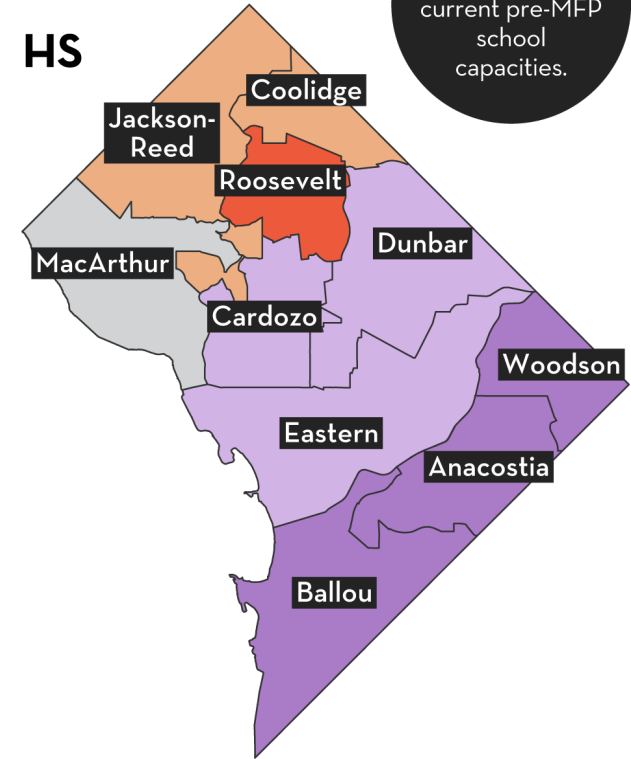 HS
current pre-MFP
school
capacities.
Coolidge
Jackson-
Reed
Roosevelt
Dunbar
MacArthur
Cardozo
Woodson
Eastern
Anacostia
Ballou